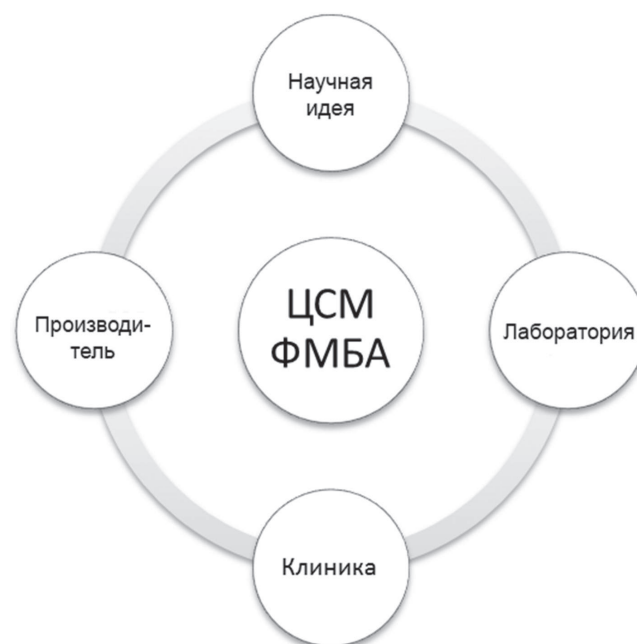 Научная
идея
Производи-
тель
ЦСМ
ФМБА
Лаборатория
Клиника